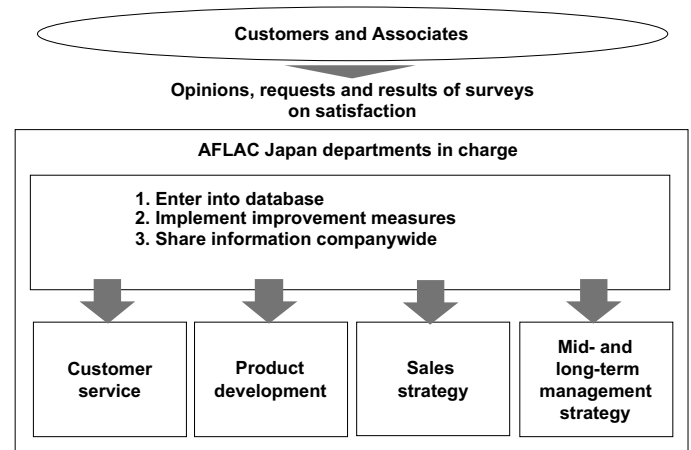 Customers and Associates
Opinions, requests and results of surveys
on satisfaction
AFLAC Japan departments in charge
1. Enter into database
2. Implement improvement measures
3. Share information companywide
Customer
service
Product
development
Sales
strategy
Mid- and
long-term
management
strategy